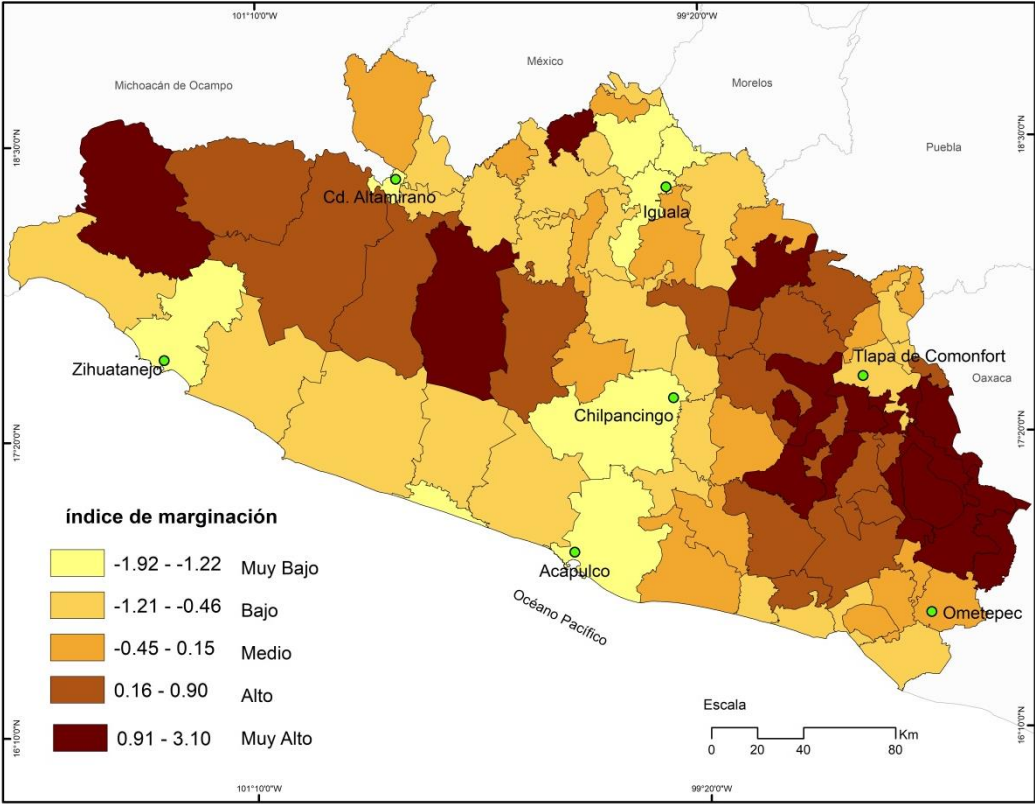 101°10'0"W
99°20'0"W
México
Michoacán de Ocampo
Morelos
18°30'0"N
18°30'0"N
Puebla
Cd. Altamirano
Iguala
Tlapa de Comonfort
Zihuatanejo
Oaxaca
Chilpancingo
17°20'0"N
17°20'0"N
índice de marginación
-1.92 - -1.22 Muy Bajo
-1.21 - -0.46 Bajo
-0.45 - 0.15 Medio
0.16 - 0.90 Alto
0.91 - 3.10 Muy Alto
Acapulco
Océano Pacífico
Ometepec
Escala
Km
0 20 40 80
16°10'0"N
16°10'0"N
101°10'0"W
99°20'0"W